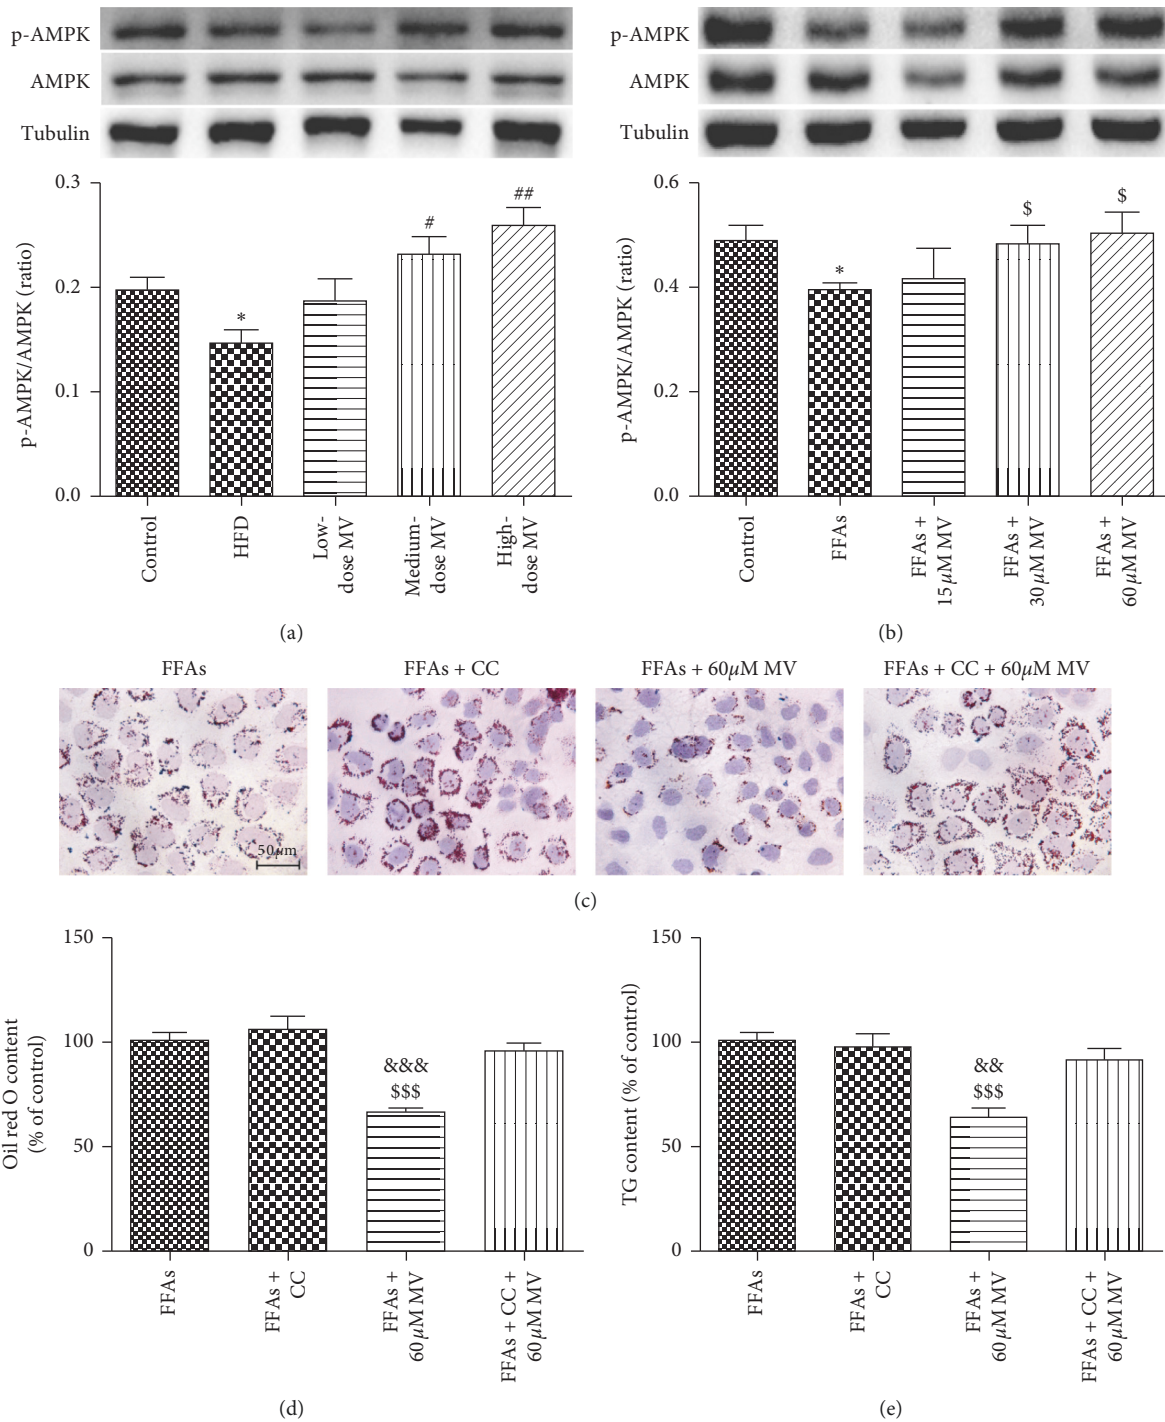 p-AMPK
AMPK
Tubulin
0.3
0.2
0.1
0.0
p-AMPK/AMPK (ratio)
*
#
##
Control
HFD
Low-
dose MV
Medium-
dose MV
High-
dose MV
(a)
p-AMPK
AMPK
Tubulin
0.6
0.4
0.2
0.0
p-AMPK/AMPK (ratio)
*
$
$
Control
FFAs
FFAs +
15 μM MV
FFAs +
30 μM MV
FFAs +
60 μM MV
(b)
FFAs
FFAs + CC
FFAs + 60μM MV
FFAs + CC + 60μM MV
50μm
(c)
150
100
50
0
Oil red O content
(% of control)
&&&
$$$
FFAs
FFAs +
CC
FFAs +
60 μM MV
FFAs + CC +
60 μM MV
(d)
150
100
50
0
TG content (% of control)
&&
$$$
FFAs
FFAs +
CC
FFAs +
60 μM MV
FFAs + CC +
60 μM MV
(e)